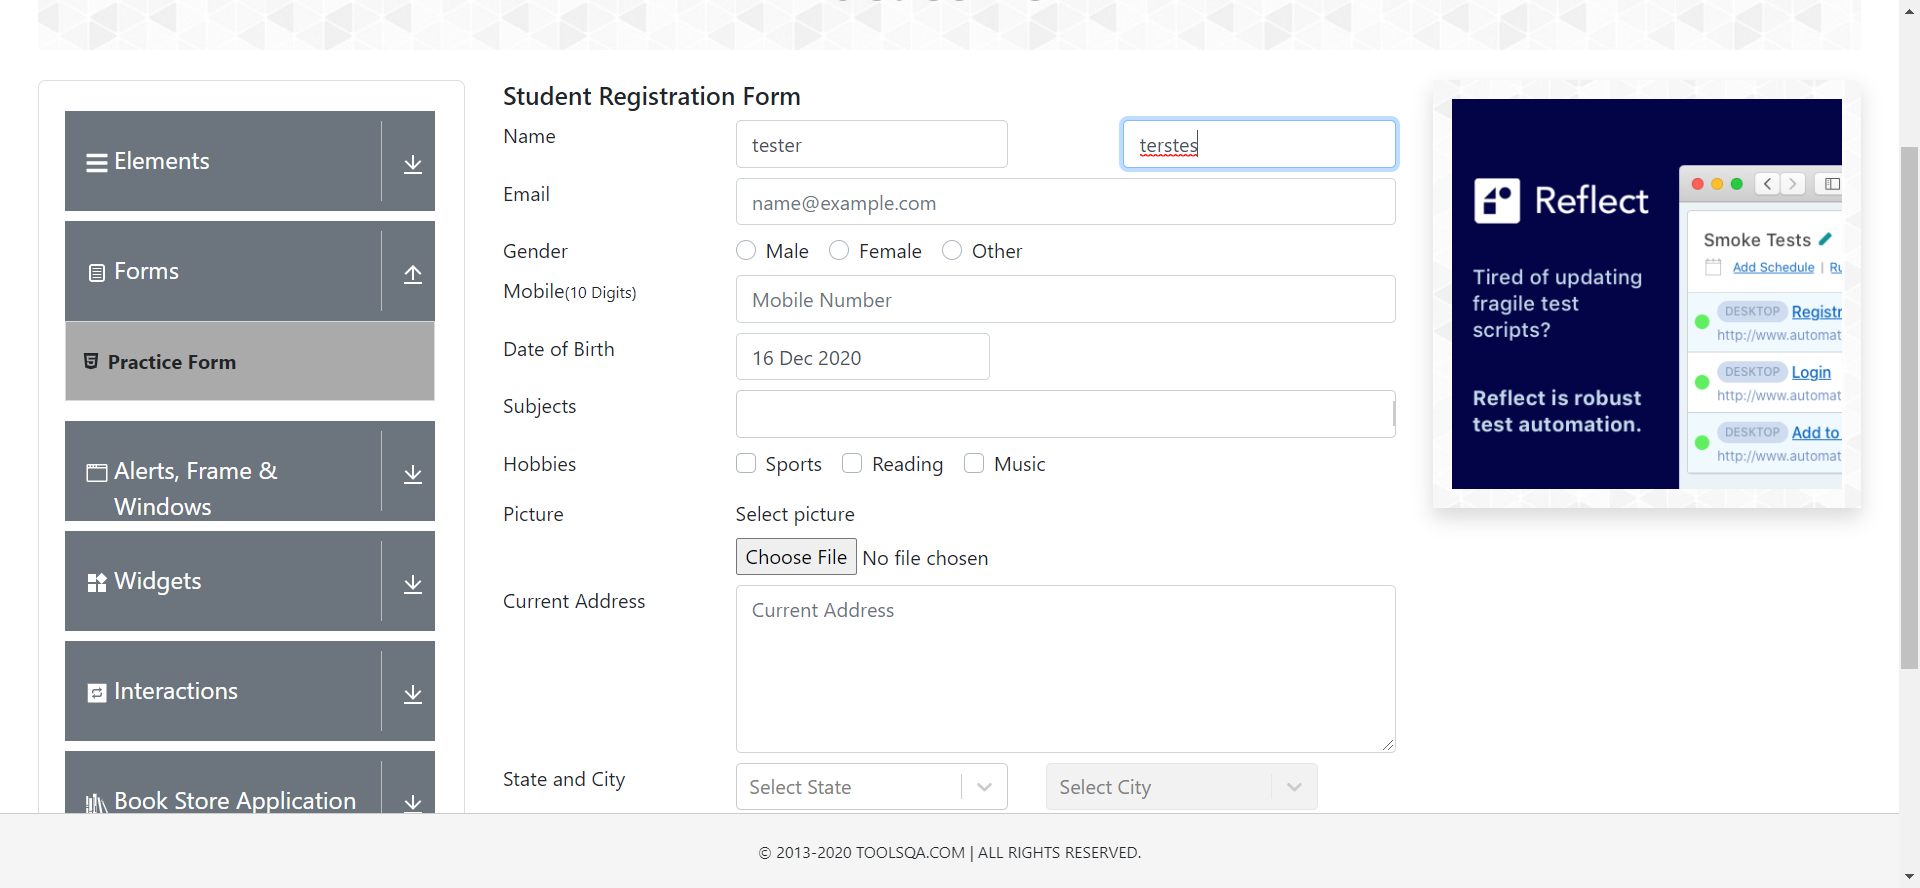 Elements
Forms
Practice Form
Alerts, Frame &
Windows
Widgets
Interactions
Book Store Application
Student Registration Form
Name
tester
terstes
Email
name@example.com
Gender
Male
Female
Other
Mobile(10 Digits)
Mobile Number
Date of Birth
16 Dec 2020
Subjects
Hobbies
Sports
Reading
Music
Picture
Select picture
Choose File No file chosen
Current Address
Current Address
State and City
Select State
Select City
Reflect
Tired of updating
fragile test
scripts?
Reflect is robust
test automation.
Smoke Tests
Add Schedule | Ru
DESKTOP Registr
http://www.automat
DESKTOP Login
http://www.automat
DESKTOP Add to
http://www.automat
© 2013-2020 TOOLSQA.COM | ALL RIGHTS RESERVED.